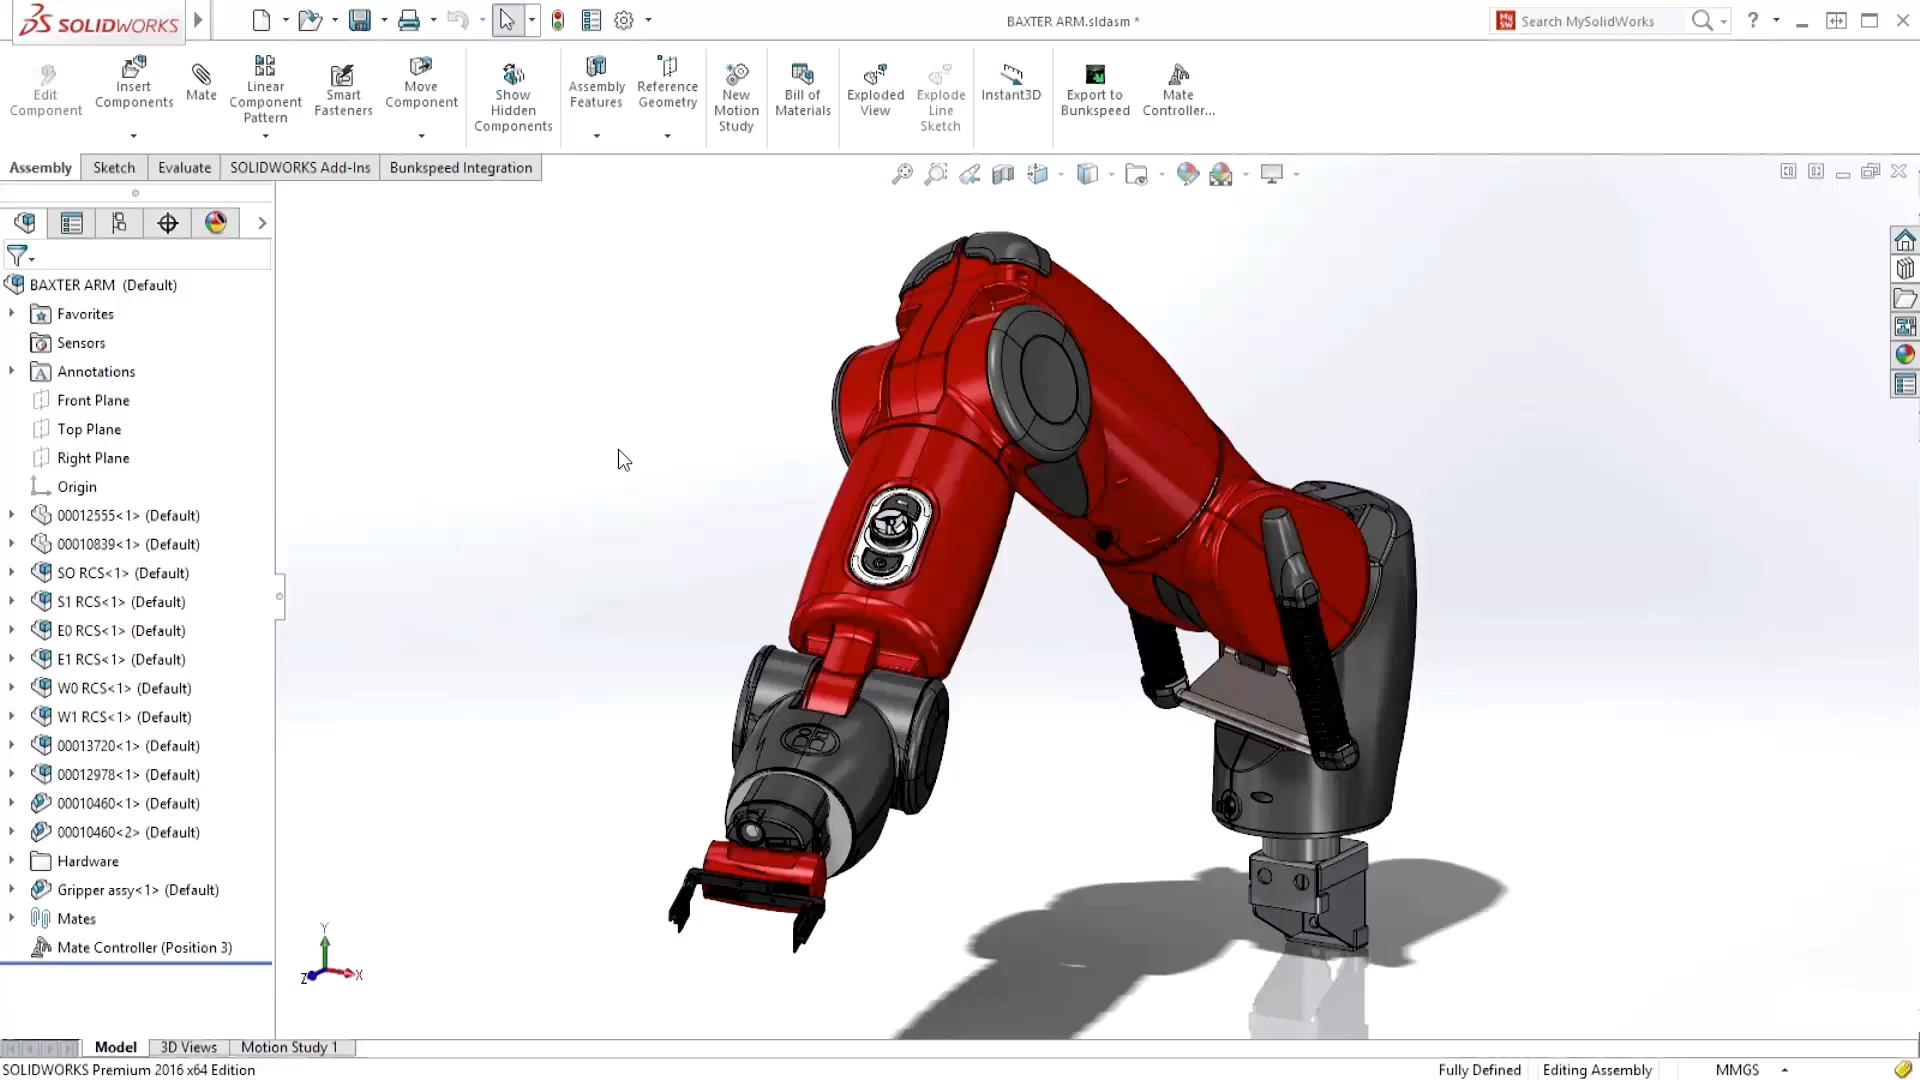 SOLIDWORKS
BAXTER ARM.sldasm *
Search MySolidWorks
?
Edit Component
Insert Components
Mate
Linear Component Pattern
Smart Fasteners
Move Component
Show Hidden Components
Assembly Features
Reference Geometry
New Motion Study
Bill of Materials
Exploded View
Explode Line Sketch
Instant3D
Export to Bunkspeed
Mate Controller...
Assembly
Sketch
Evaluate
SOLIDWORKS Add-Ins
Bunkspeed Integration
BAXTER ARM (Default)
Favorites
Sensors
Annotations
Front Plane
Top Plane
Right Plane
Origin
00012555<1> (Default)
00010839<1> (Default)
SO RCS<1> (Default)
S1 RCS<1> (Default)
E0 RCS<1> (Default)
E1 RCS<1> (Default)
W0 RCS<1> (Default)
W1 RCS<1> (Default)
00013720<1> (Default)
00012978<1> (Default)
00010460<1> (Default)
00010460<2> (Default)
Hardware
Gripper assy<1> (Default)
Mates
Mate Controller (Position 3)
Y
Z
X
Model
3D Views
Motion Study 1
SOLIDWORKS Premium 2016 x64 Edition
Fully Defined
Editing Assembly
MMGS